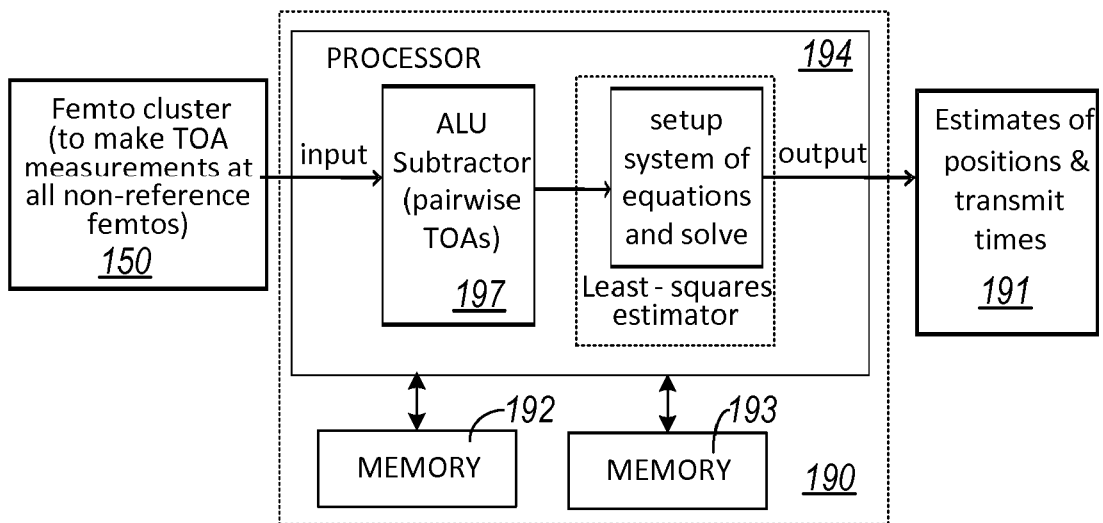 PROCESSOR
194
Femto cluster
(to make TOA
measurements at
all non-reference
femtos)
150
input
ALU
Subtractor
(pairwise
TOAs)
197
setup
system of
equations
and solve
Least - squares
estimator
output
Estimates of
positions &
transmit
times
191
192
MEMORY
193
MEMORY
190